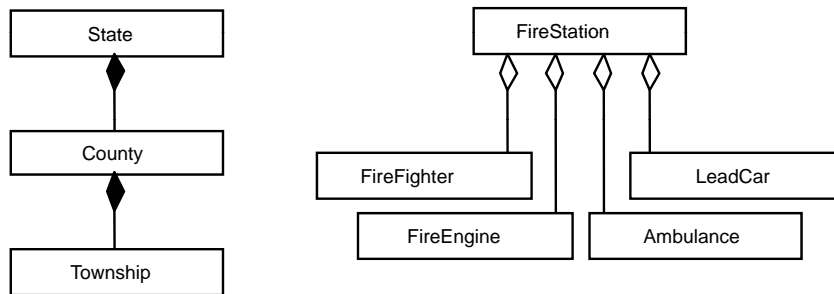 State
County
Township
FireStation
FireFighter
LeadCar
FireEngine
Ambulance